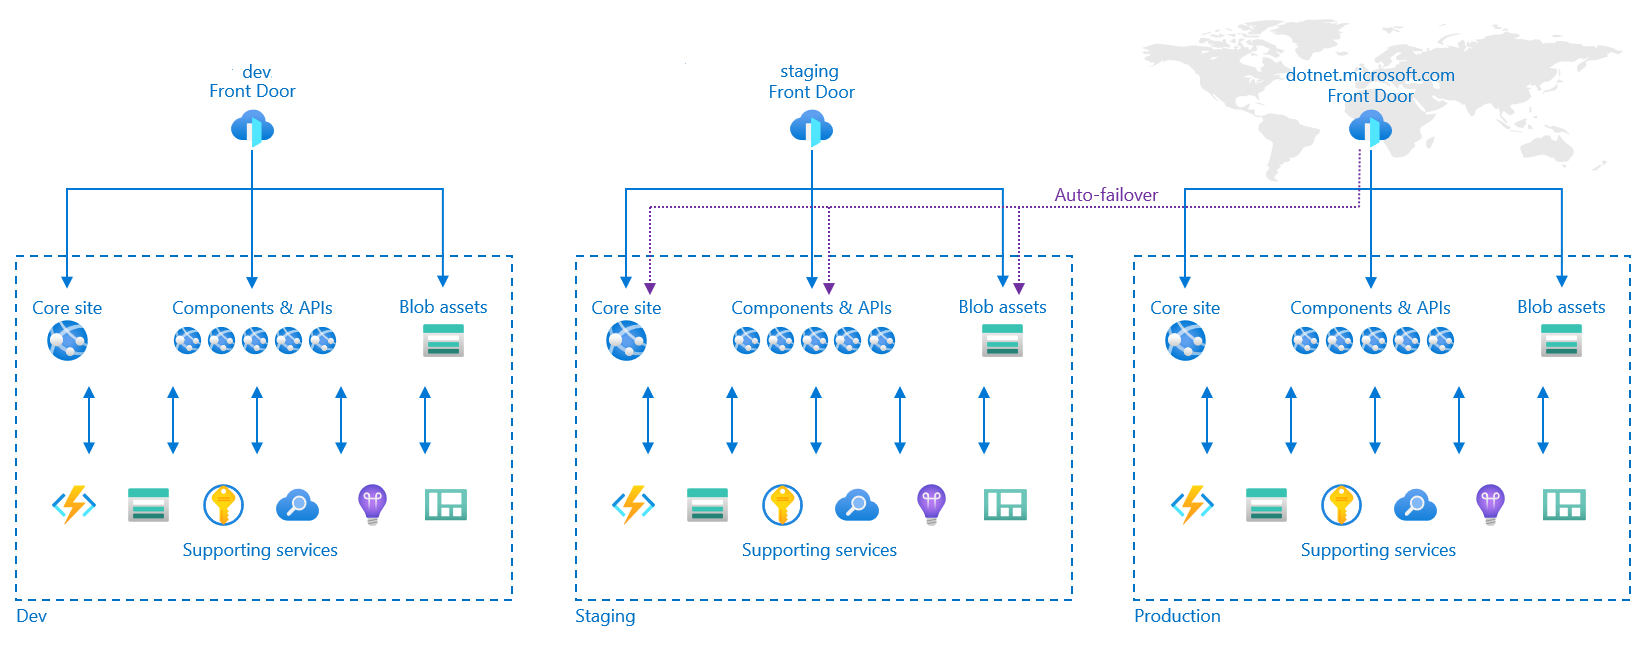 dev
Front Door
staging
Front Door
dotnet.microsoft.com
Front Door
Auto-failover
Core site
Components & APIs
Blob assets
Supporting services
Dev
Core site
Components & APIs
Blob assets
Supporting services
Staging
Core site
Components & APIs
Blob assets
Supporting services
Production